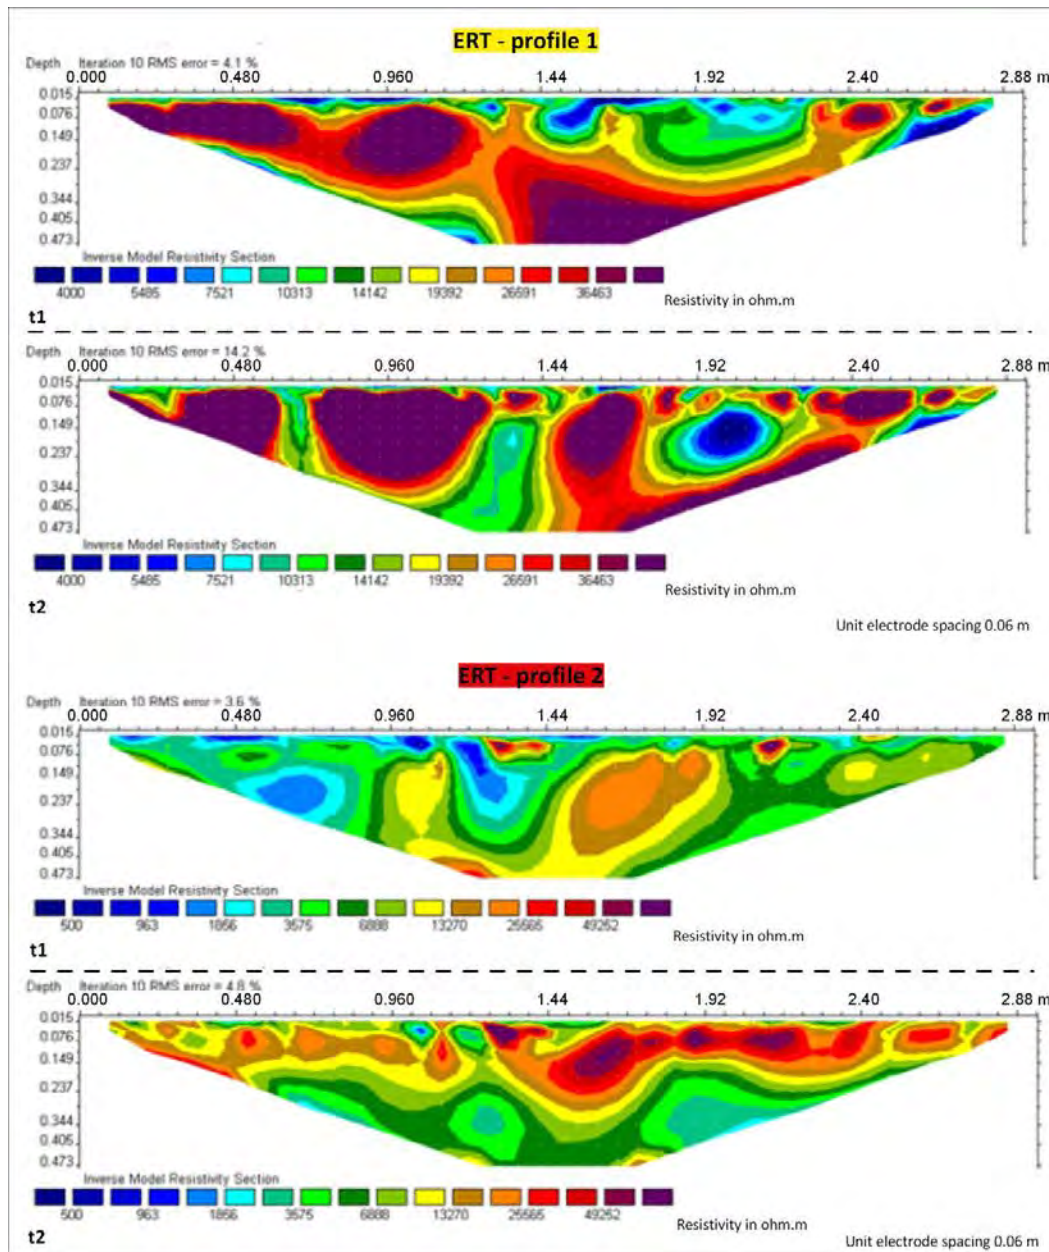 ERT - profile 1
Depth Iteration 10 RMS error = 4.1 %
0.000 0.480 0.960 1.44 1.92 2.40 2.88 m
0.015
0.076
0.149
0.237
0.344
0.405
0.473
Inverse Model Resistivity Section
4000 5485 7521 10313 14142 19392 26591 36463
Resistivity in ohm.m
t1
Depth Iteration 10 RMS error = 14.2 %
0.000 0.480 0.960 1.44 1.92 2.40 2.88 m
0.015
0.076
0.149
0.237
0.344
0.405
0.473
Inverse Model Resistivity Section
4000 5485 7521 10313 14142 19392 26591 36463
Resistivity in ohm.m
t2
Unit electrode spacing 0.06 m
ERT - profile 2
Depth Iteration 10 RMS error = 3.6 %
0.000 0.480 0.960 1.44 1.92 2.40 2.88 m
0.015
0.076
0.149
0.237
0.344
0.405
0.473
Inverse Model Resistivity Section
500 963 1856 3575 6888 13270 25565 49252
Resistivity in ohm.m
t1
Depth Iteration 10 RMS error = 4.8 %
0.000 0.480 0.960 1.44 1.92 2.40 2.88 m
0.015
0.076
0.149
0.237
0.344
0.405
0.473
Inverse Model Resistivity Section
500 963 1856 3575 6888 13270 25565 49252
Resistivity in ohm.m
t2
Unit electrode spacing 0.06 m